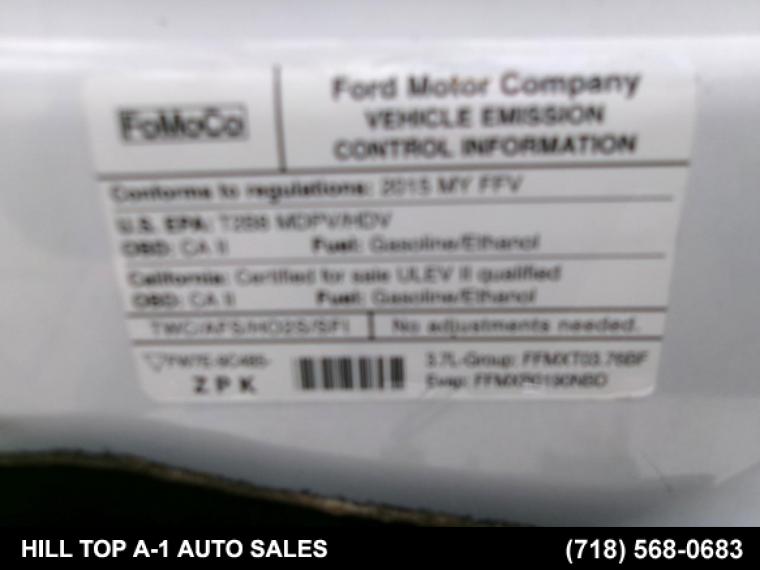 FoMoCo
Ford Motor Company
VEHICLE EMISSION
CONTROL INFORMATION
Conforms to regulations: 2015 MY FFV
U.S. EPA: T2B8 MDPV/HDV
OBD: CA II Fuel: Gasoline/Ethanol
California: Certified for sale ULEV II qualified
OBD: CA II Fuel: Gasoline/Ethanol
TWC/AFS/HO2S/SFI No adjustments needed.
ZPK
3.7L-Group:
Evap:
HILL TOP A-1 AUTO SALES
(718) 568-0683